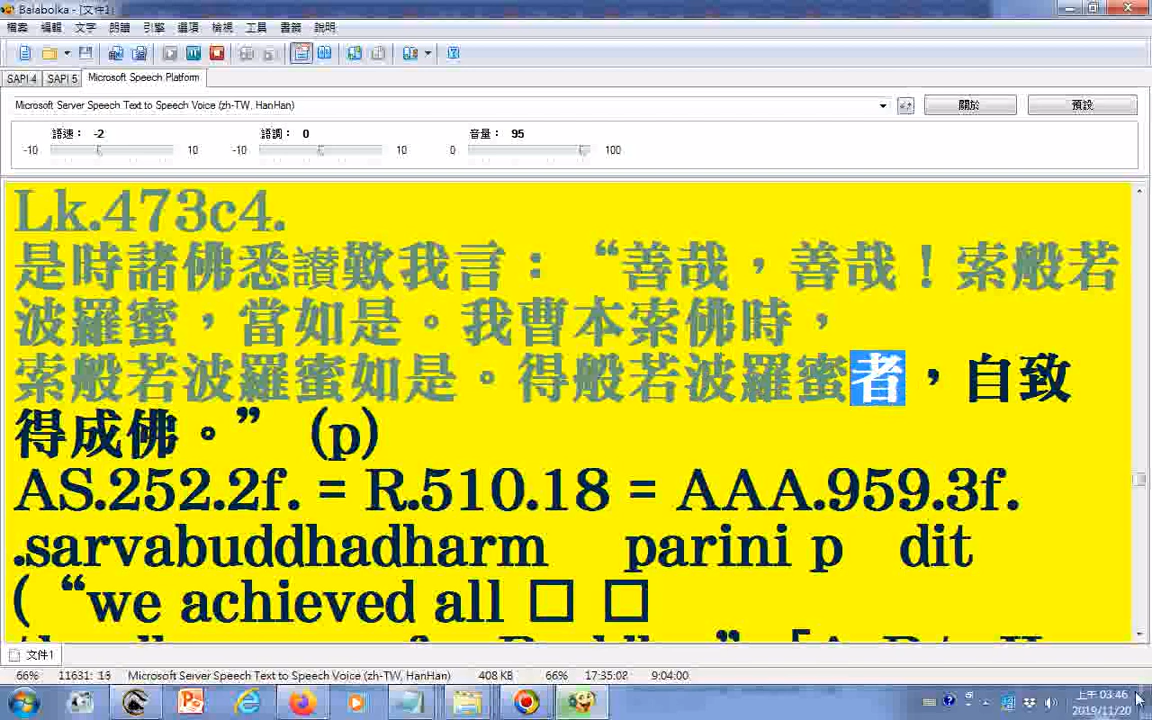 Balabolka - [文件1]
檔案 編輯 文字 朗讀 引擎 選項 檢視 工具 書籤 說明
SAPI 4 SAPI 5 Microsoft Speech Platform
Microsoft Server Speech Text to Speech Voice (zh-TW, HanHan) 關於 預設
語速： -2 語調： 0 音量： 95
-10 10 -10 10 0 100
Lk.473c4.
是時諸佛悉讃歎我言：“善哉，善哉！索般若
波羅蜜，當如是。我曹本索佛時，
索般若波羅蜜如是。得般若波羅蜜者，自致
得成佛。” (p)
AS.252.2f. = R.510.18 = AAA.959.3f.
.sarvabuddhadharm parini p dit
(“we achieved all □ □
文件1
66% 11631: 13 Microsoft Server Speech Text to Speech Voice (zh-TW, HanHan) 408 KB 66% 17:35:08 9:04:00
上午 03:46
2019/11/20